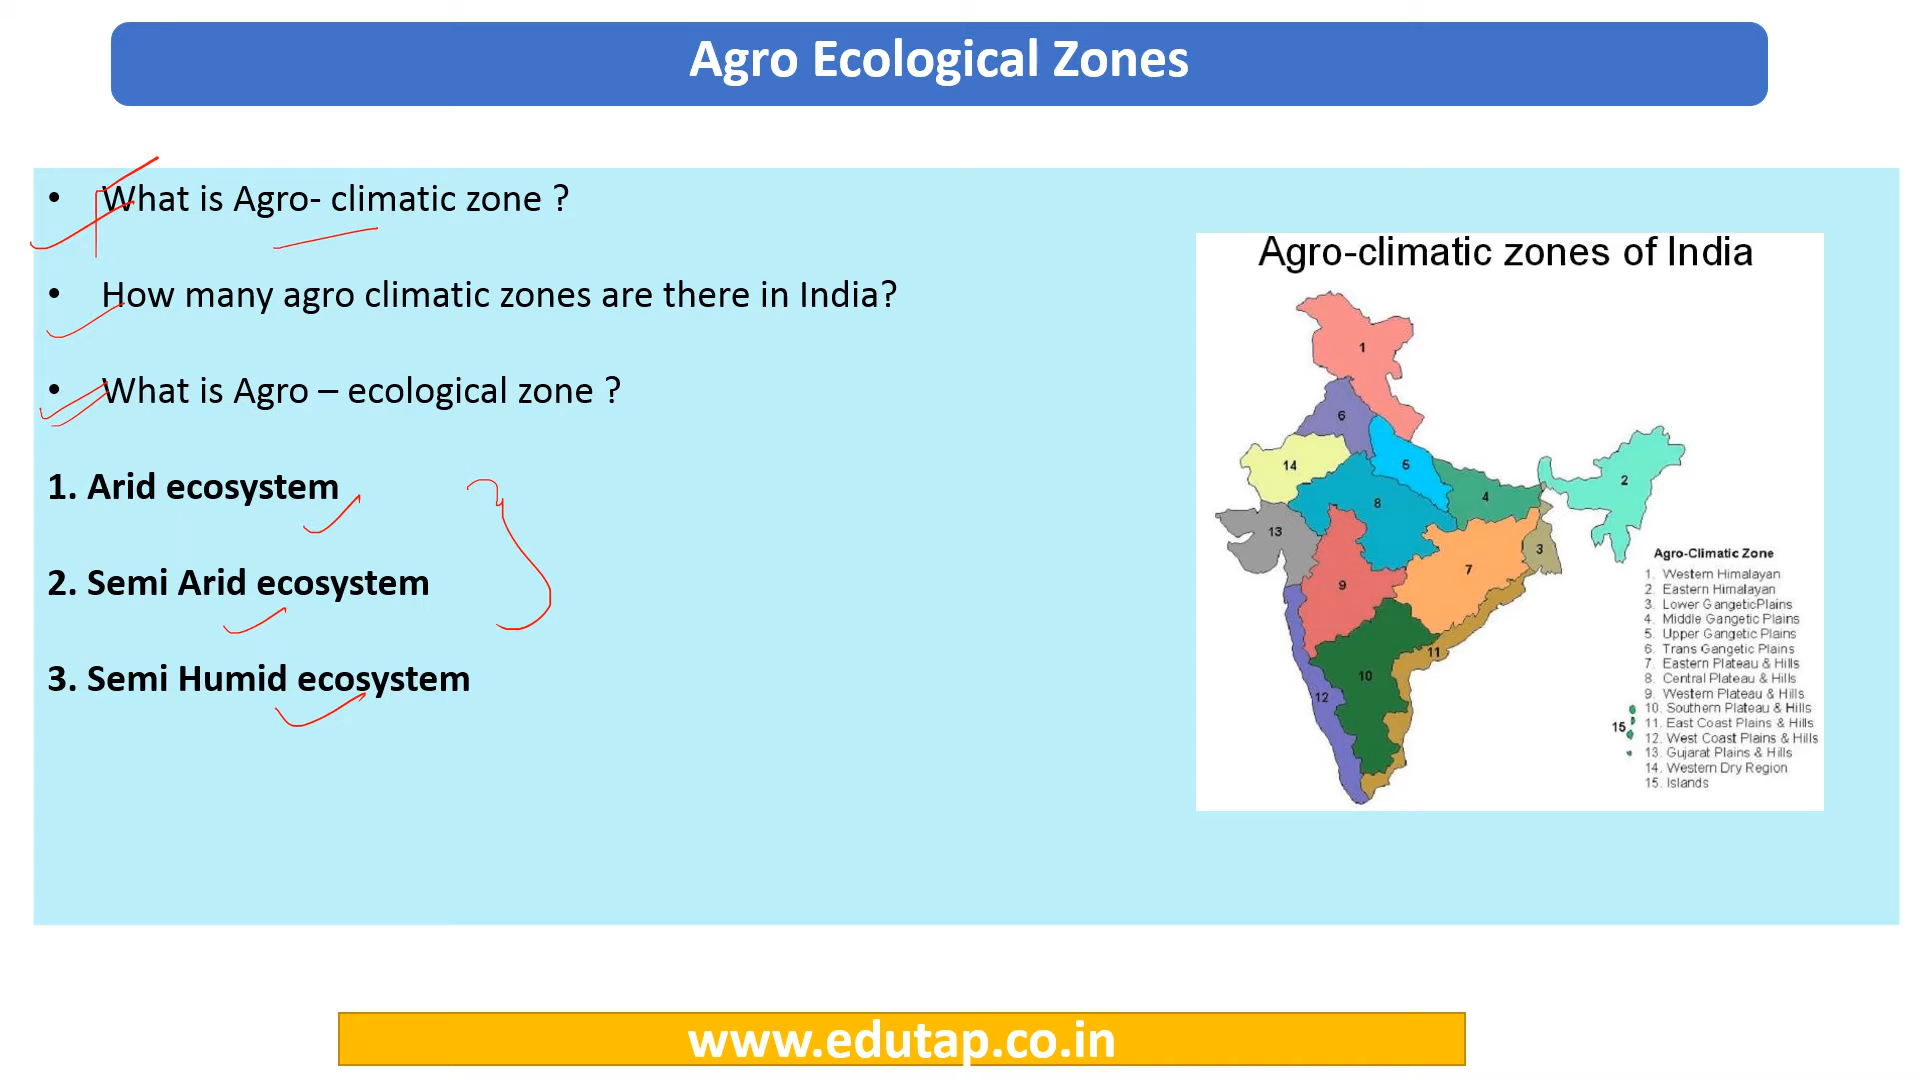 Agro Ecological Zones
• What is Agro- climatic zone ?
• How many agro climatic zones are there in India?
• What is Agro – ecological zone ?
1. Arid ecosystem
2. Semi Arid ecosystem
3. Semi Humid ecosystem
Agro-climatic zones of India
1
6
14
5
2
4
8
13
3
7
9
11
10
12
15
Agro-Climatic Zone
1. Western Himalayan
2. Eastern Himalayan
3. Lower GangeticPlains
4. Middle Gangetic Plains
5. Upper Gangetic Plains
6. Trans Gangetic Plains
7. Eastern Plateau & Hills
8. Central Plateau & Hills
9. Western Plateau & Hills
10. Southern Plateau & Hills
11. East Coast Plains & Hills
12. West Coast Plains & Hills
13. Gujarat Plains & Hills
14. Western Dry Region
15. Islands
www.edutap.co.in